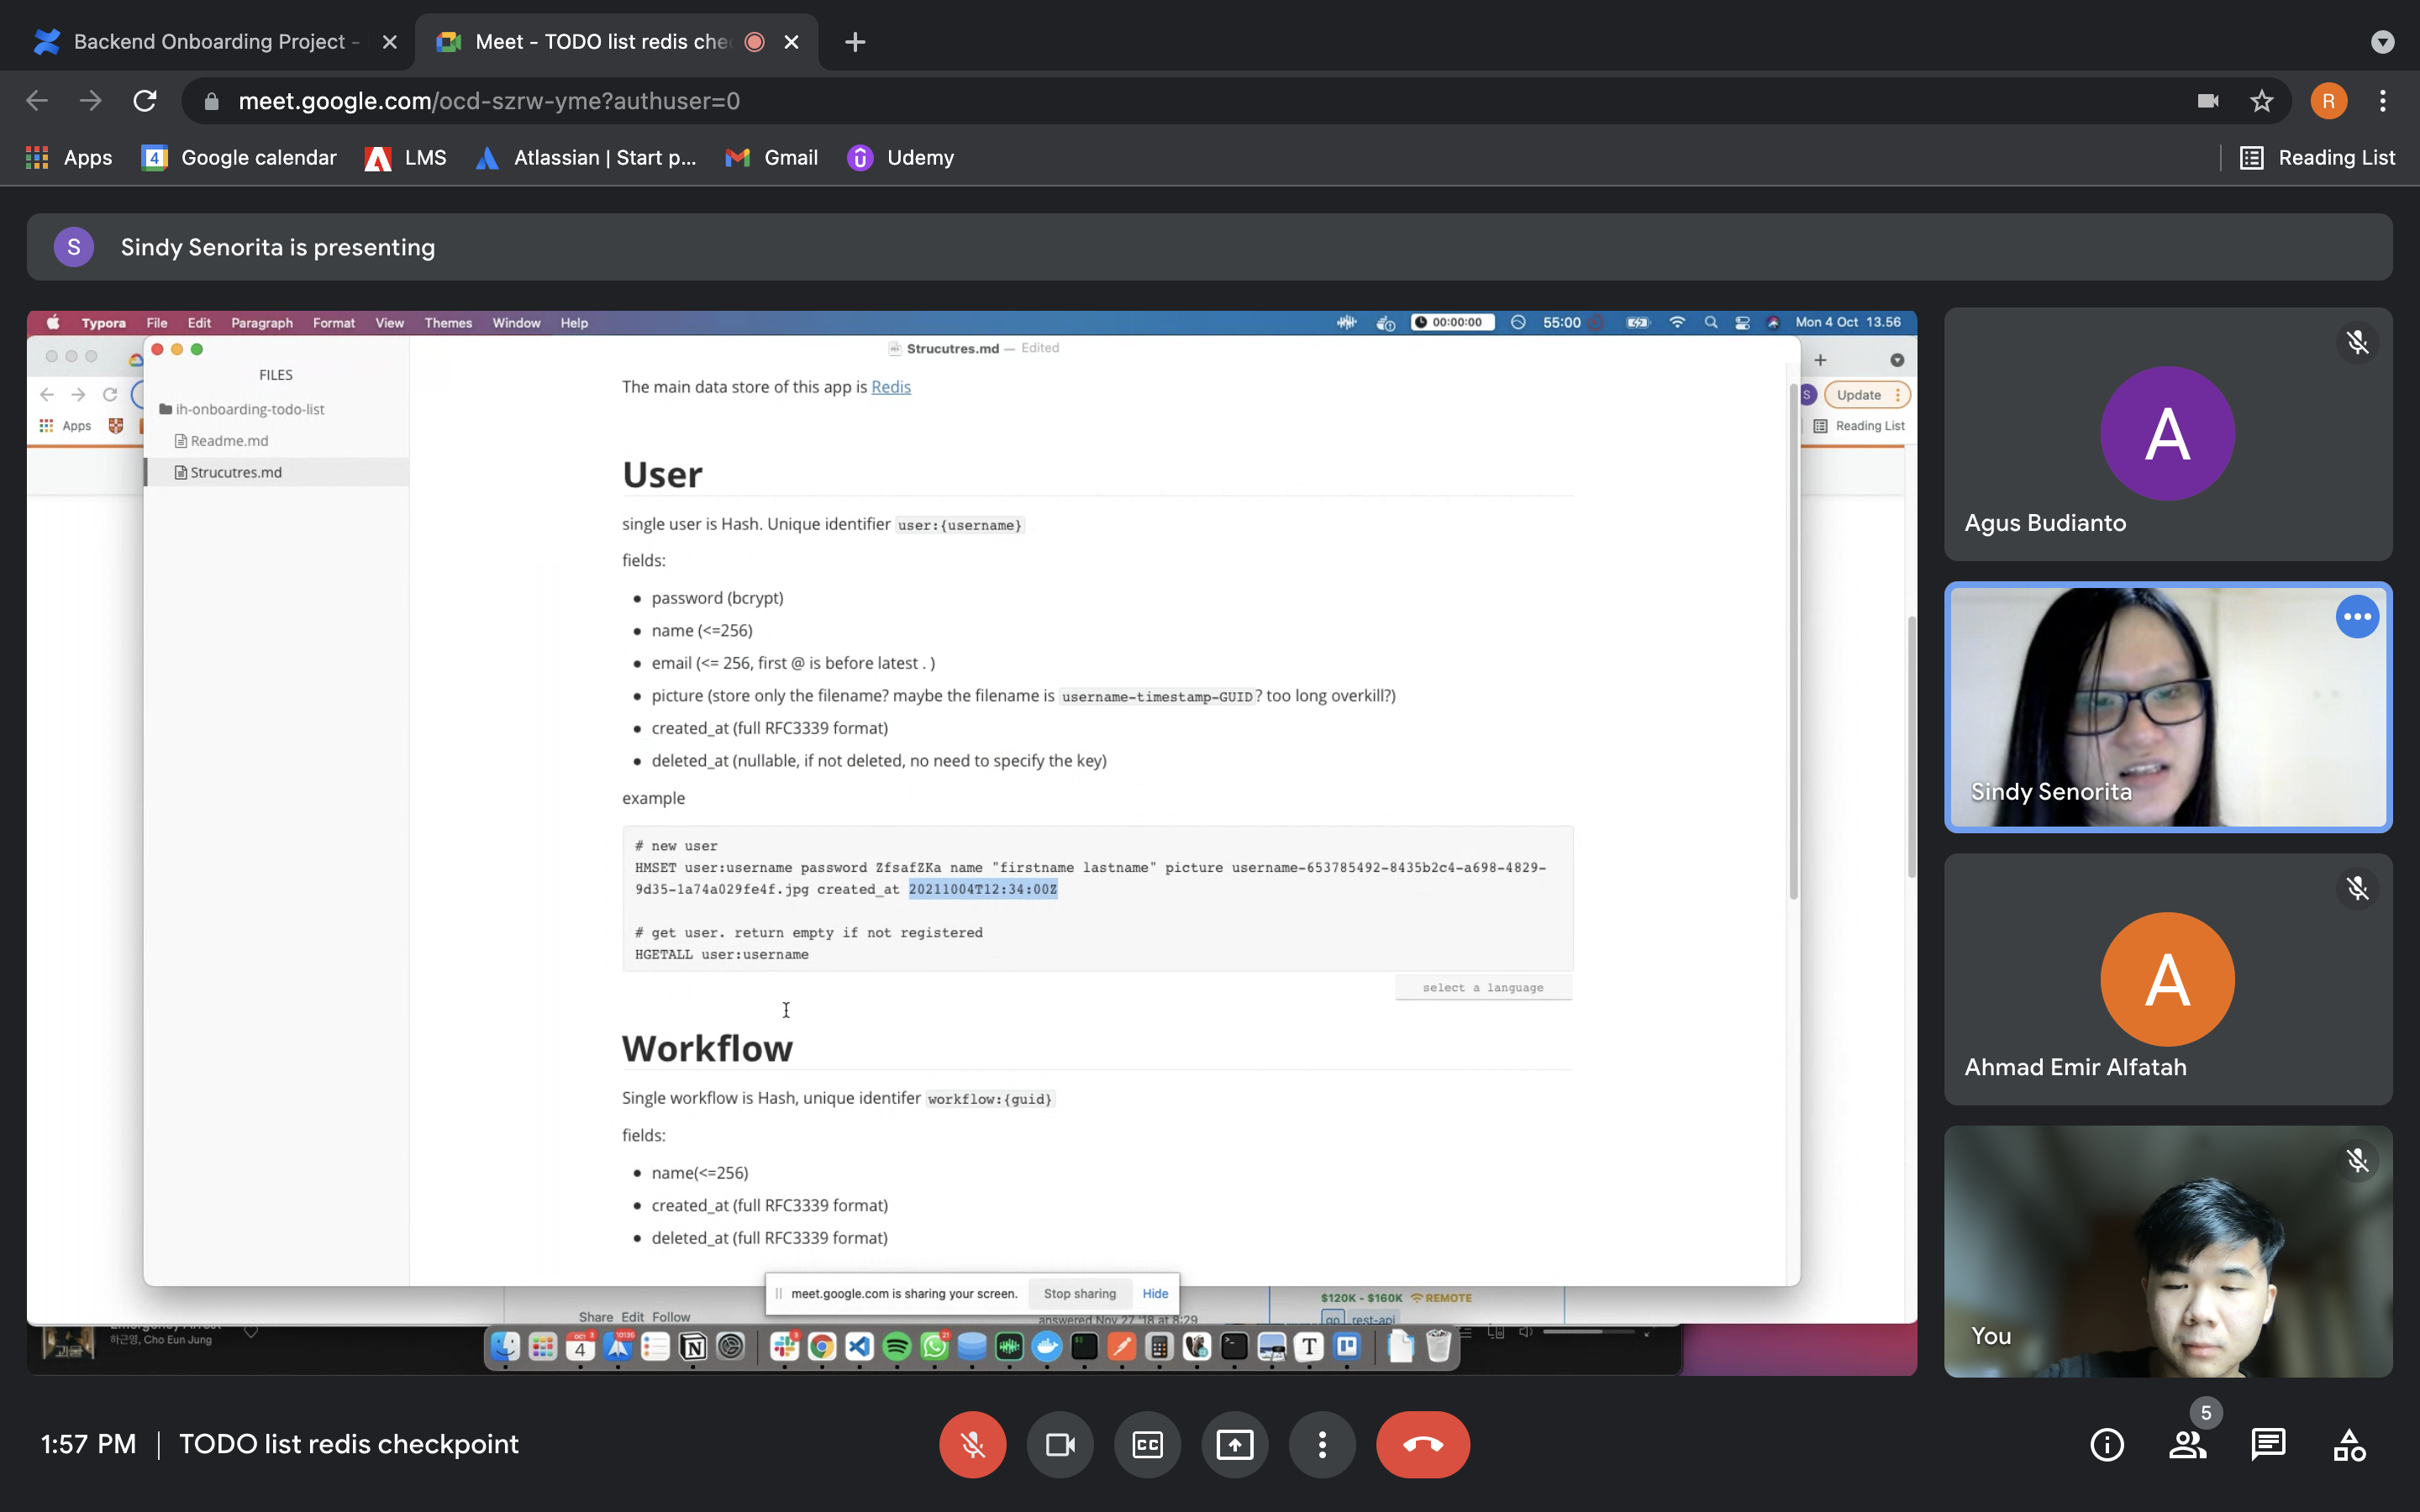 Backend Onboarding Project -
Meet - TODO list redis che
meet.google.com/ocd-szrw-yme?authuser=0
R
Apps
4
Google calendar
LMS
Atlassian | Start p...
Gmail
Udemy
Reading List
S
Sindy Senorita is presenting
Typora File Edit Paragraph Format View Themes Window Help
00:00:00
55:00
Mon 4 Oct 13.56
Strucutres.md — Edited
FILES
ih-onboarding-todo-list
Readme.md
Strucutres.md
Apps
S
Update
Reading List
The main data store of this app is Redis
User
single user is Hash. Unique identifier user:{username}
fields:
password (bcrypt)
name (<=256)
email (<= 256, first @ is before latest . )
picture (store only the filename? maybe the filename is username-timestamp-GUID? too long overkill?)
created_at (full RFC3339 format)
deleted_at (nullable, if not deleted, no need to specify the key)
example
# new user
HMSET user:username password ZfsafZKa name "firstname lastname" picture username-653785492-8435b2c4-a698-4829-
9d35-1a74a029fe4f.jpg created_at 20211004T12:34:00Z
# get user. return empty if not registered
HGETALL user:username
select a language
Workflow
Single workflow is Hash, unique identifer workflow:{guid}
fields:
name(<=256)
created_at (full RFC3339 format)
deleted_at (full RFC3339 format)
meet.google.com is sharing your screen.
Stop sharing
Hide
Share Edit Follow
answered Nov 27 '18 at 8:29
$120K - $160K REMOTE
go rest-api
하근영, Cho Eun Jung
괴물
A
Agus Budianto
Sindy Senorita
A
Ahmad Emir Alfatah
You
1:57 PM | TODO list redis checkpoint
CC
5